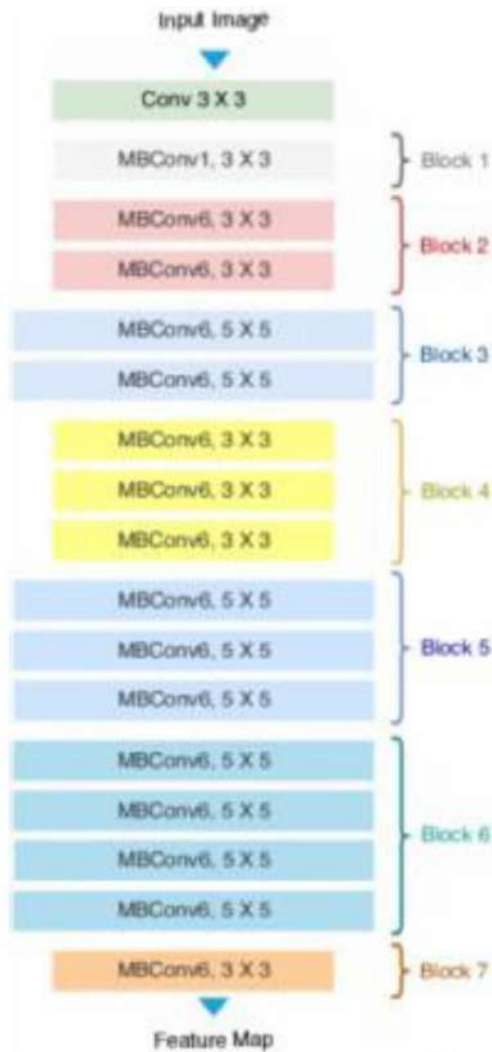 Input Image
Conv 3 X 3
MBConv1, 3 X 3
Block 1
MBConv6, 3 X 3
MBConv6, 3 X 3
Block 2
MBConv6, 5 X 5
MBConv6, 5 X 5
Block 3
MBConv6, 3 X 3
MBConv6, 3 X 3
MBConv6, 3 X 3
Block 4
MBConv6, 5 X 5
MBConv6, 5 X 5
MBConv6, 5 X 5
Block 5
MBConv6, 5 X 5
MBConv6, 5 X 5
MBConv6, 5 X 5
MBConv6, 5 X 5
Block 6
MBConv6, 3 X 3
Block 7
Feature Map